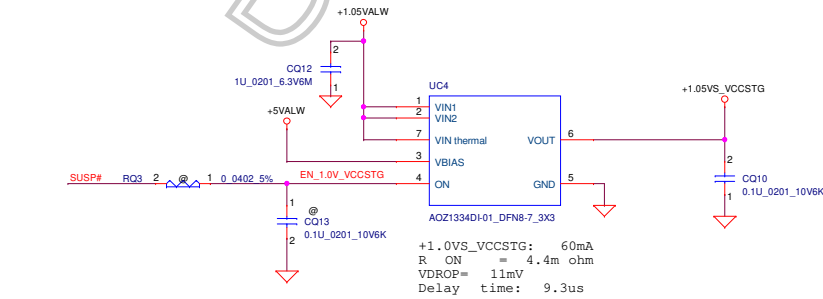 +1.05VALW
2
CQ12
1U_0201_6.3V6M
1
UC4
+1.05VS_VCCSTG
+5VALW
1 VIN1
2 VIN2
7 VIN thermal VOUT 6
3 VBIAS
SUSP# RQ3 2 @ 1 0_0402_5% EN_1.0V_VCCSTG 4 ON GND 5
2
CQ10
0.1U_0201_10V6K
1
1 @
CQ13
0.1U_0201_10V6K
2
AOZ1334DI-01_DFN8-7_3X3
+1.0VS_VCCSTG: 60mA
R ON = 4.4m ohm
VDROP= 11mV
Delay time: 9.3us